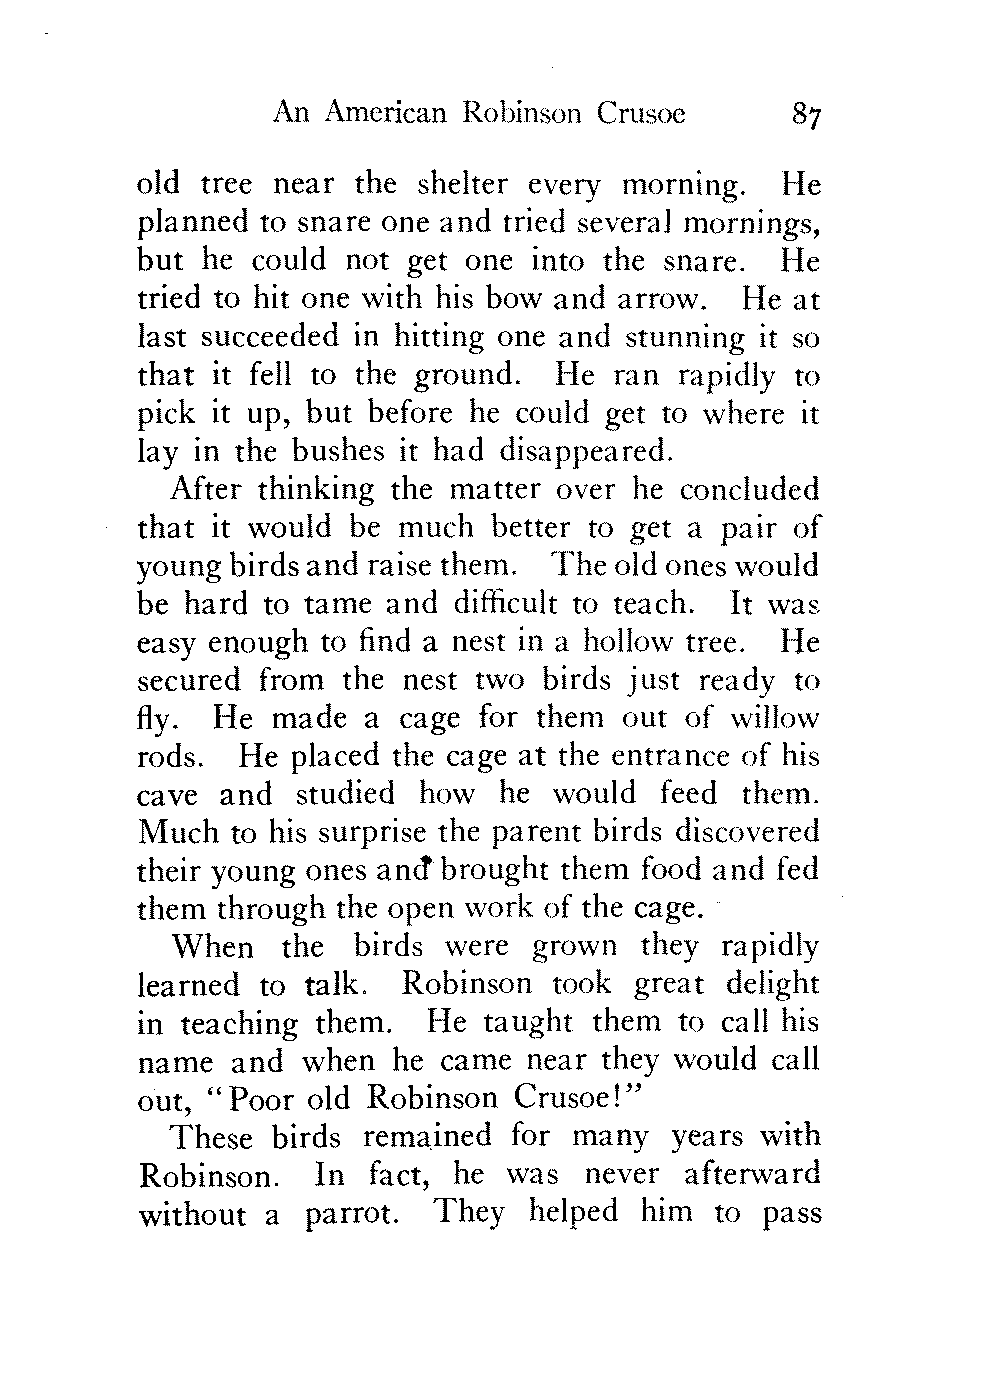 An American Robinson Crusoe 87
old tree near the shelter every morning. He
planned to snare one and tried several mornings,
but he could not get one into the snare. He
tried to hit one with his bow and arrow. He at
last succeeded in hitting one and stunning it so
that it fell to the ground. He ran rapidly to
pick it up, but before he could get to where it
lay in the bushes it had disappeared.
After thinking the matter over he concluded
that it would be much better to get a pair of
young birds and raise them. The old ones would
be hard to tame and difficult to teach. It was
easy enough to find a nest in a hollow tree. He
secured from the nest two birds just ready to
fly. He made a cage for them out of willow
rods. He placed the cage at the entrance of his
cave and studied how he would feed them.
Much to his surprise the parent birds discovered
their young ones and brought them food and fed
them through the open work of the cage.
When the birds were grown they rapidly
learned to talk. Robinson took great delight
in teaching them. He taught them to call his
name and when he came near they would call
out, “Poor old Robinson Crusoe!”
These birds remained for many years with
Robinson. In fact, he was never afterward
without a parrot. They helped him to pass